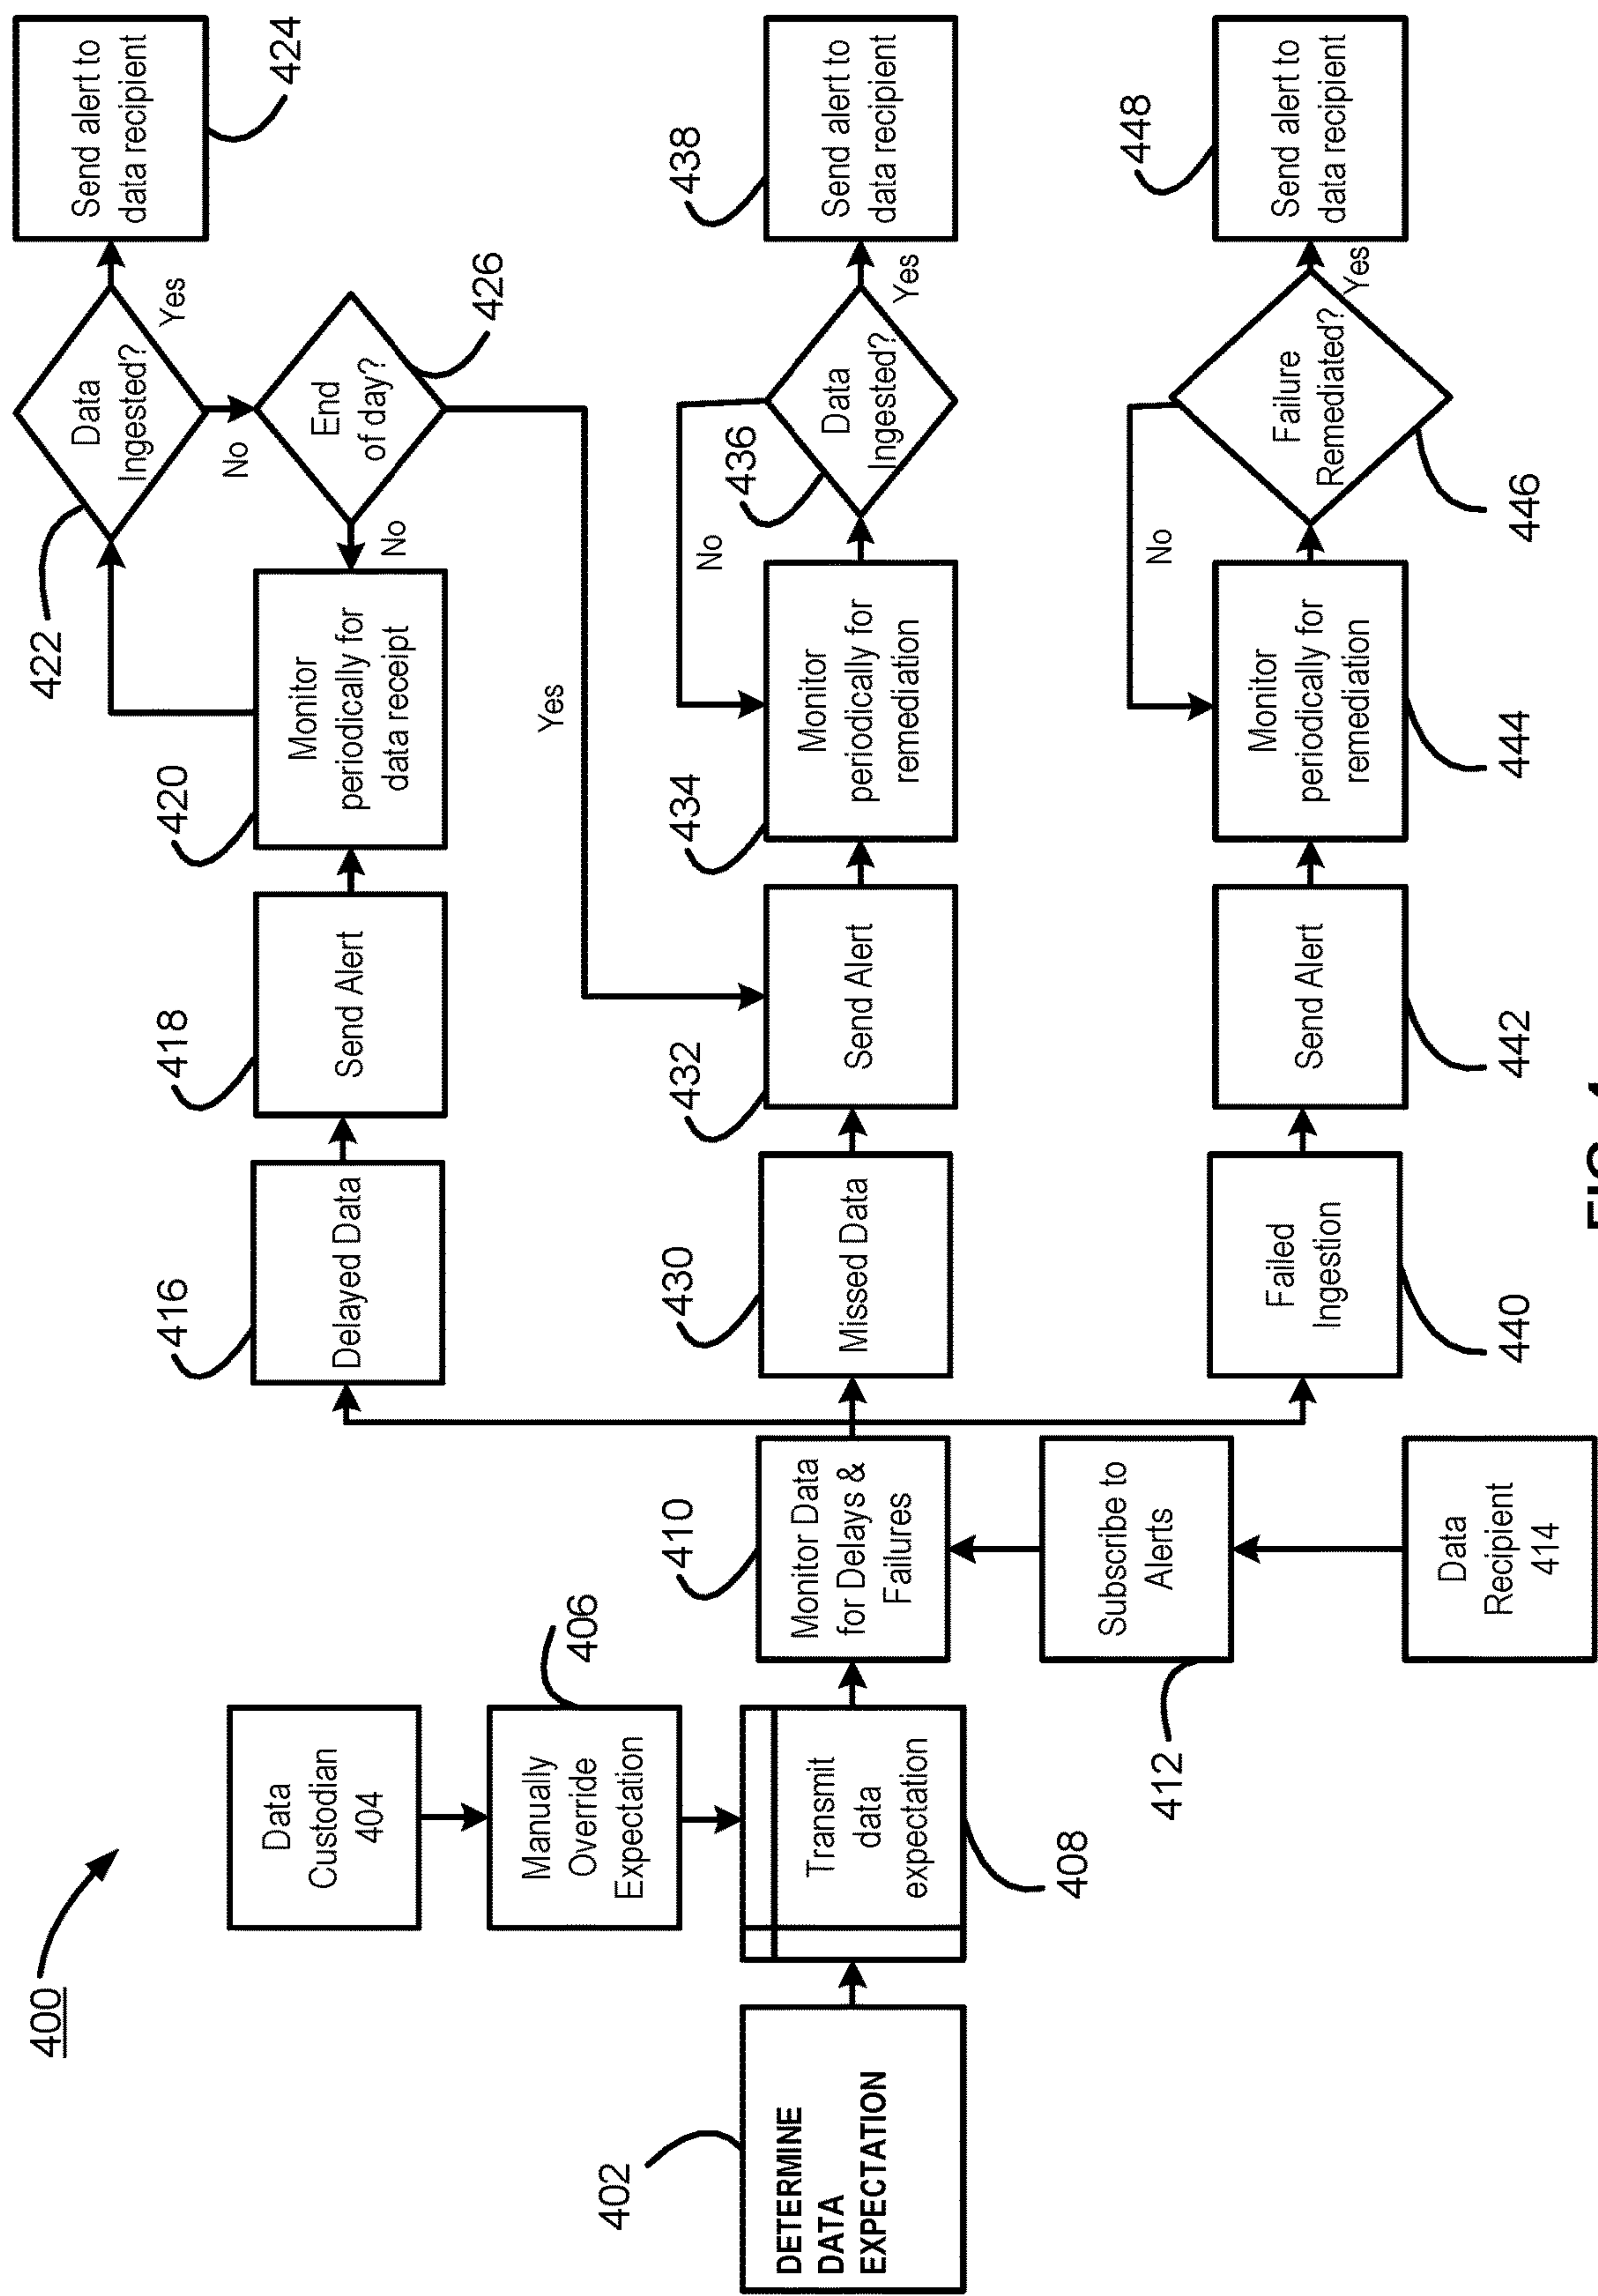 400
402
DETERMINE
DATA
EXPECTATION
Data
Custodian
404
Manually
Override
Expectation
406
Transmit
data
expectation
408
410
Monitor Data
for Delays &
Failures
Subscribe to
Alerts
412
Data
Recipient
414
416
Delayed Data
418
Send Alert
420
Monitor
periodically for
data receipt
422
Data
Ingested?
Yes
No
Send alert to
data recipient
424
End
of day?
426
No
Yes
430
Missed Data
432
Send Alert
434
Monitor
periodically for
remediation
436
Data
Ingested?
No
Yes
438
Send alert to
data recipient
Failed
Ingestion
440
Send Alert
442
Monitor
periodically for
remediation
444
Failure
Remediated?
446
No
Yes
448
Send alert to
data recipient